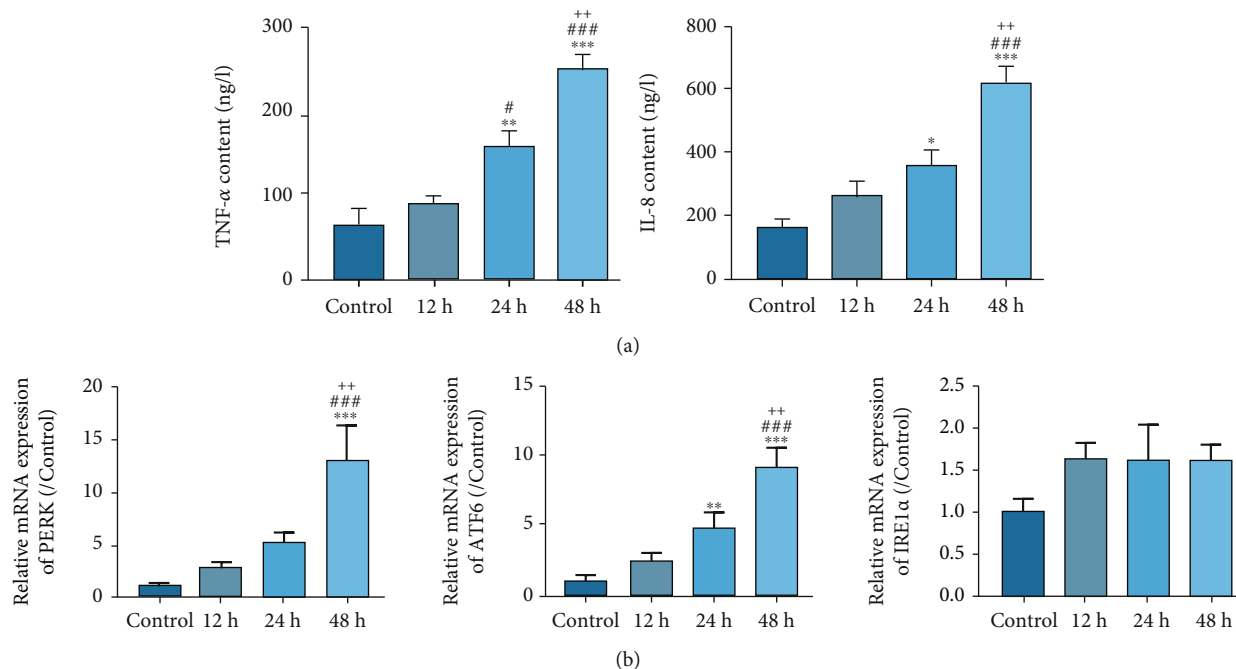 TNF-α content (ng/l)
300
200
100
0
#
**
++
###
***
Control 12 h 24 h 48 h
IL-8 content (ng/l)
800
600
400
200
0
*
++
###
***
Control 12 h 24 h 48 h
(a)
Relative mRNA expression
of PERK (/Control)
20
15
10
5
0
++
###
***
Control 12 h 24 h 48 h
Relative mRNA expression
of ATF6 (/Control)
15
10
5
0
**
++
###
***
Control 12 h 24 h 48 h
Relative mRNA expression
of IRE1α (/Control)
2.5
2.0
1.5
1.0
0.5
0.0
Control 12 h 24 h 48 h
(b)